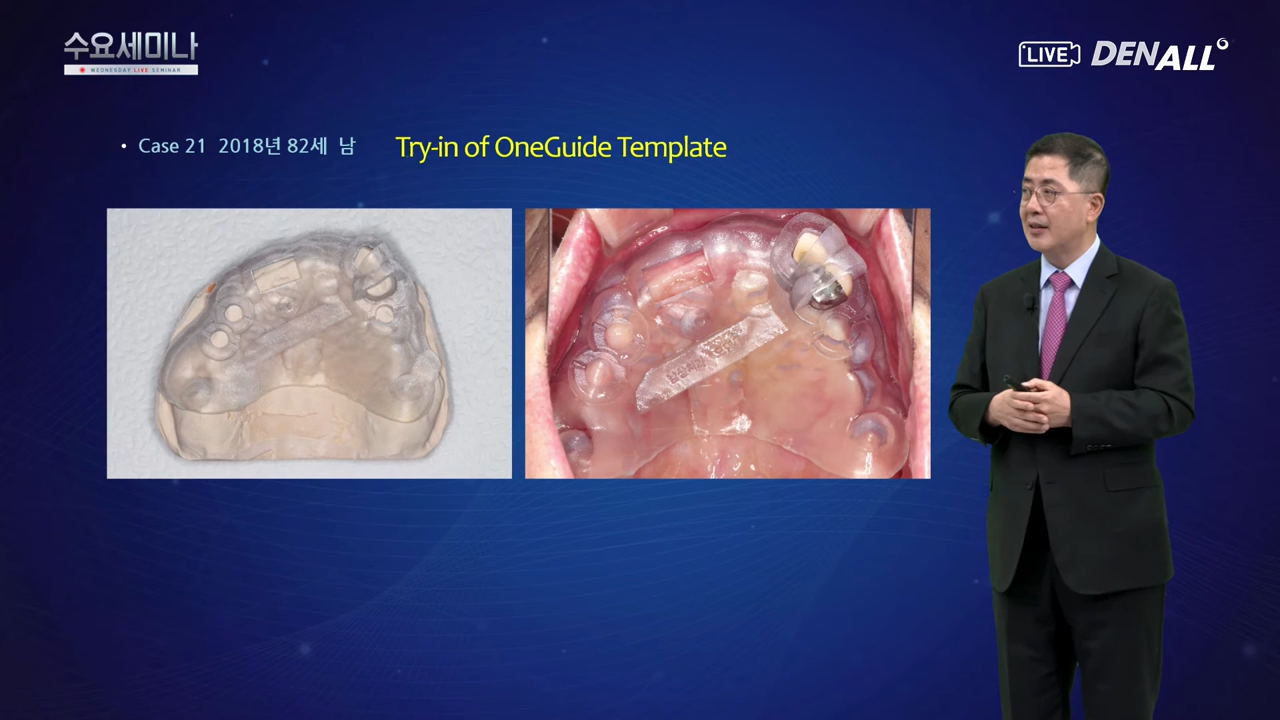 수요세미나
WEDNESDAY LIVE SEMINAR
LIVE
DENALL
• Case 21 2018년 82세 남
Try-in of OneGuide Template